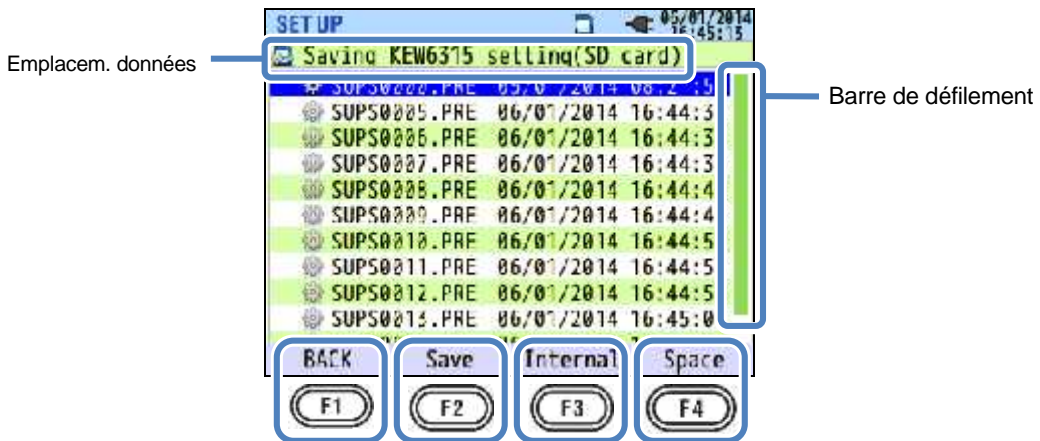 SET UP
05/01/2014
16:45:15
Emplacem. données
Saving KEW6315 setting(SD card)
Barre de défilement
SUPS0005.PRE 06/01/2014 16:44:3
SUPS0006.PRE 06/01/2014 16:44:3
SUPS0007.PRE 06/01/2014 16:44:3
SUPS0008.PRE 06/01/2014 16:44:4
SUPS0009.PRE 06/01/2014 16:44:4
SUPS0010.PRE 06/01/2014 16:44:5
SUPS0011.PRE 06/01/2014 16:44:5
SUPS0012.PRE 06/01/2014 16:44:5
SUPS0013.PRE 06/01/2014 16:45:0
BACK Save Internal Space
F1 F2 F3 F4